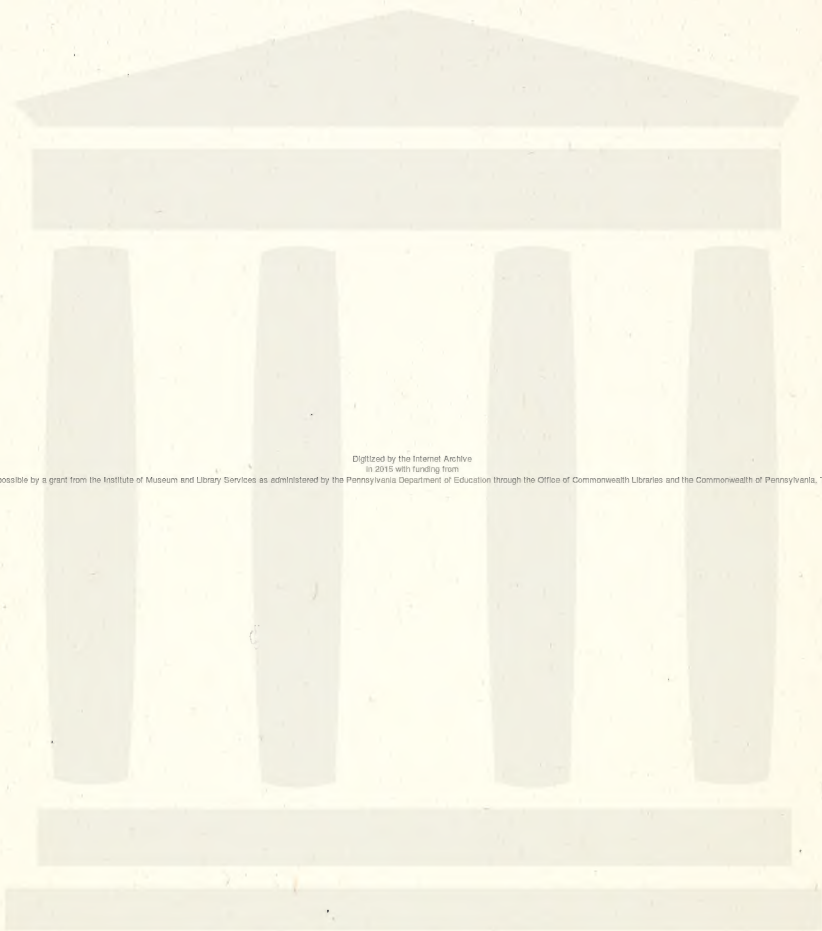 Digitized by the Internet Archive
in 2015 with funding from
possible by a grant from the Institute of Museum and Library Services as administered by the Pennsylvania Department of Education through the Office of Commonwealth Libraries and the Commonwealth of Pennsylvania,